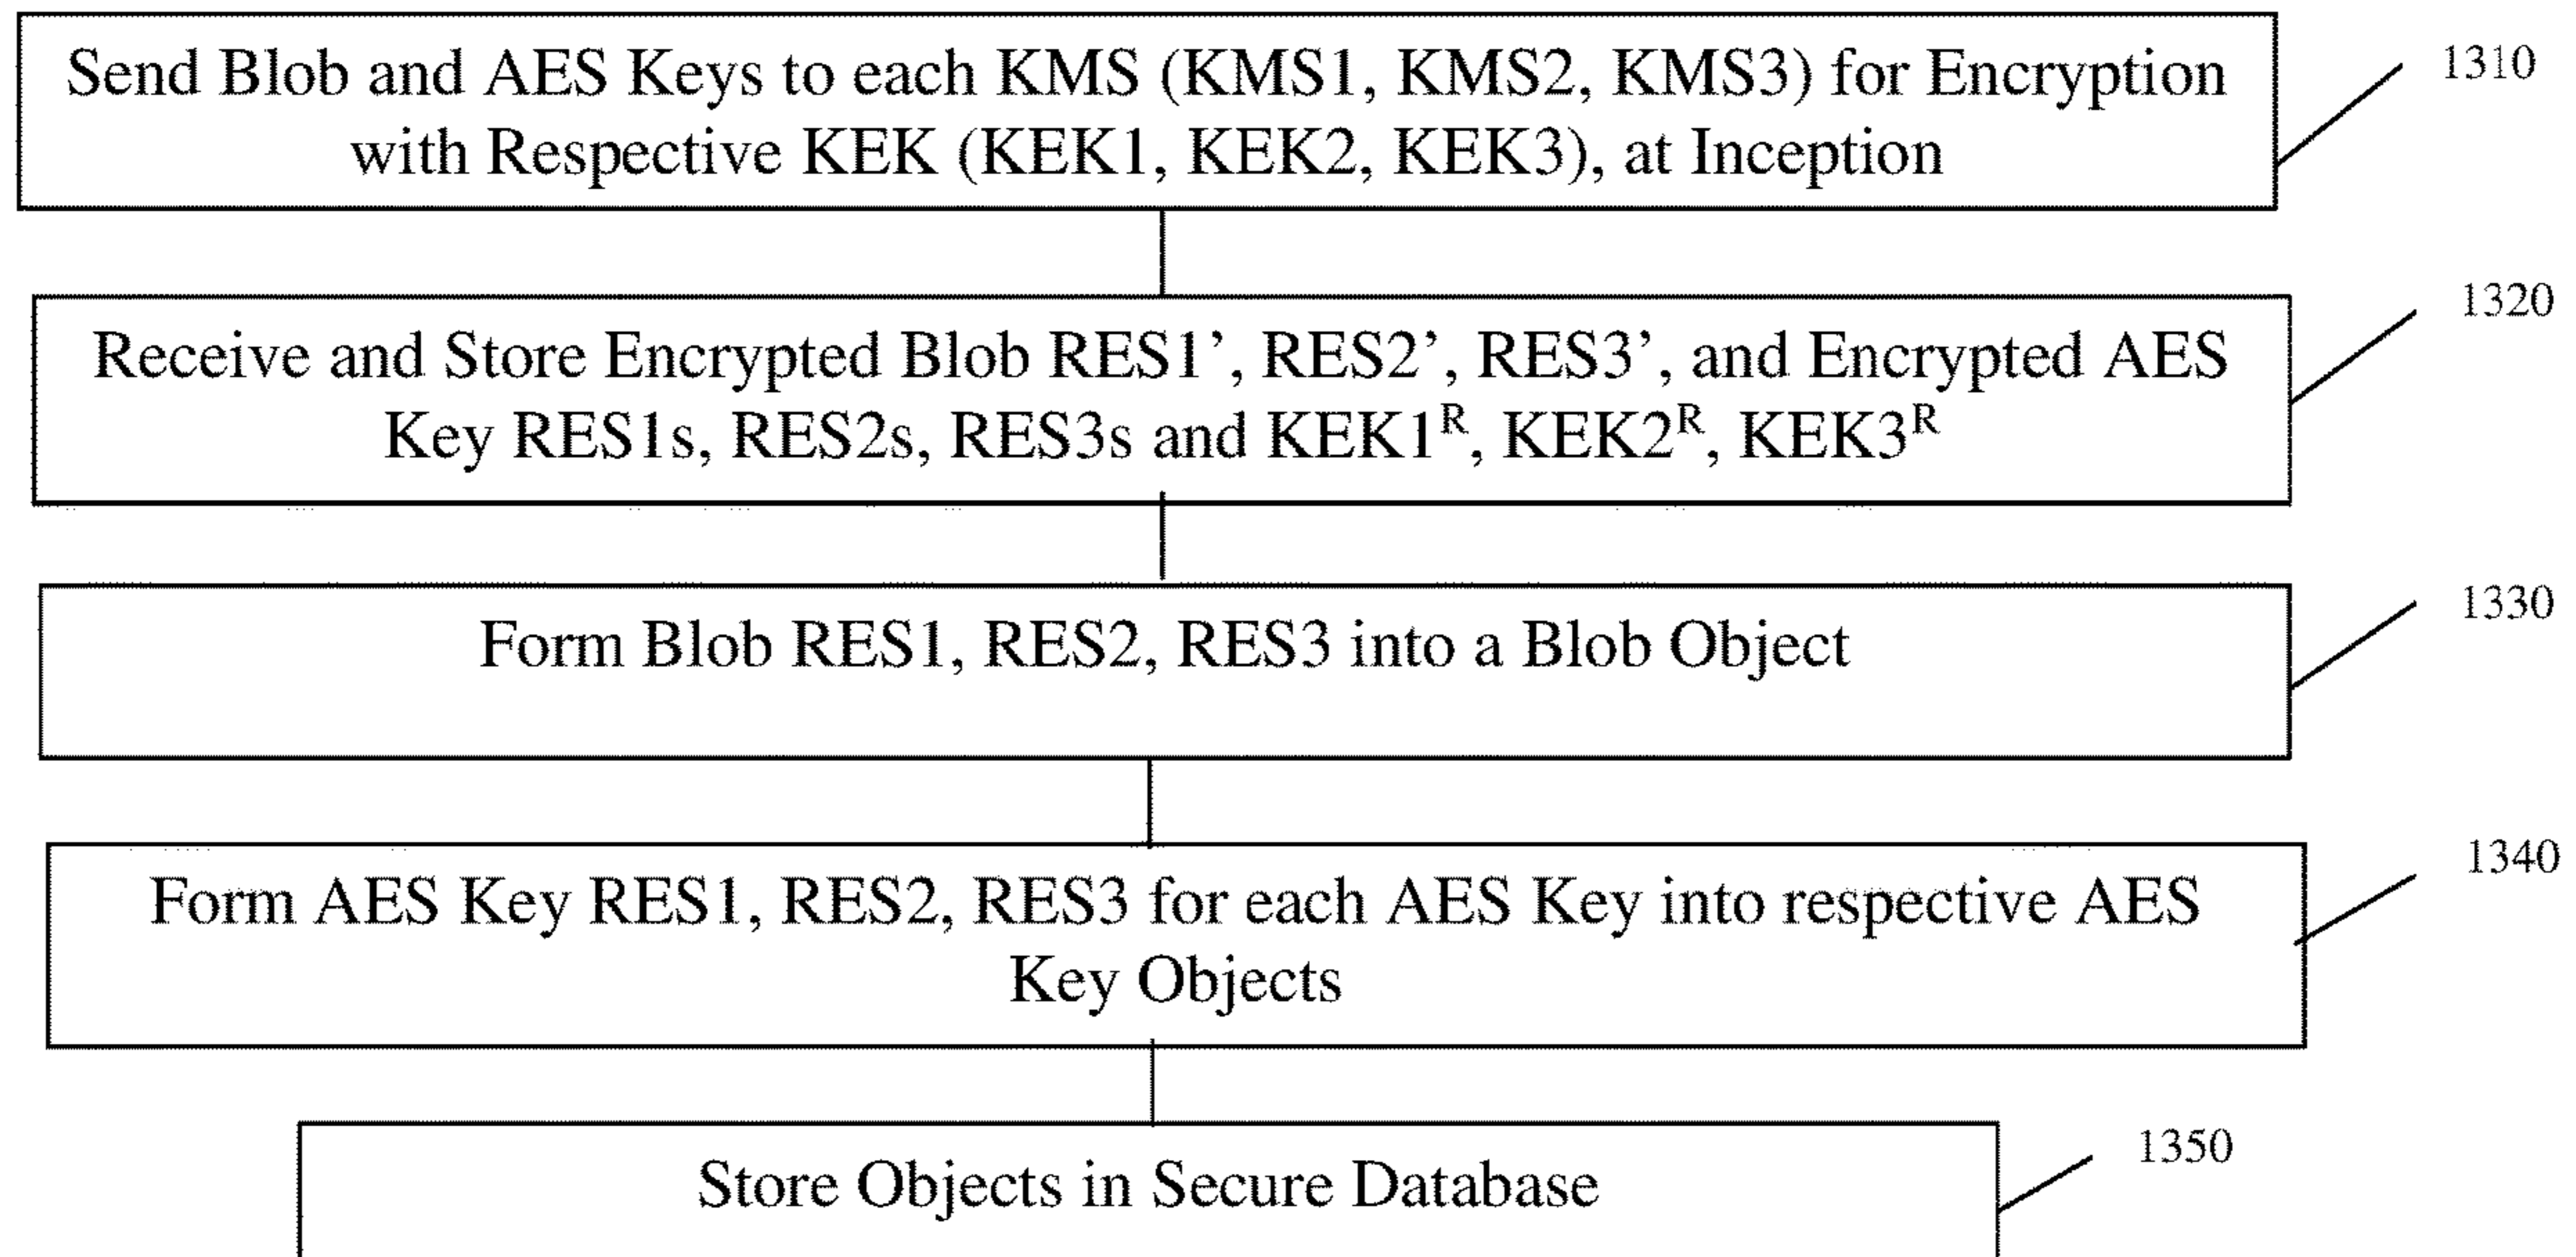 Send Blob and AES Keys to each KMS (KMS1, KMS2, KMS3) for Encryption
with Respective KEK (KEK1, KEK2, KEK3), at Inception
1310
Receive and Store Encrypted Blob RES1’, RES2’, RES3’, and Encrypted AES
Key RES1s, RES2s, RES3s and KEK1ᴿ, KEK2ᴿ, KEK3ᴿ
1320
Form Blob RES1, RES2, RES3 into a Blob Object
1330
Form AES Key RES1, RES2, RES3 for each AES Key into respective AES
Key Objects
1340
Store Objects in Secure Database
1350